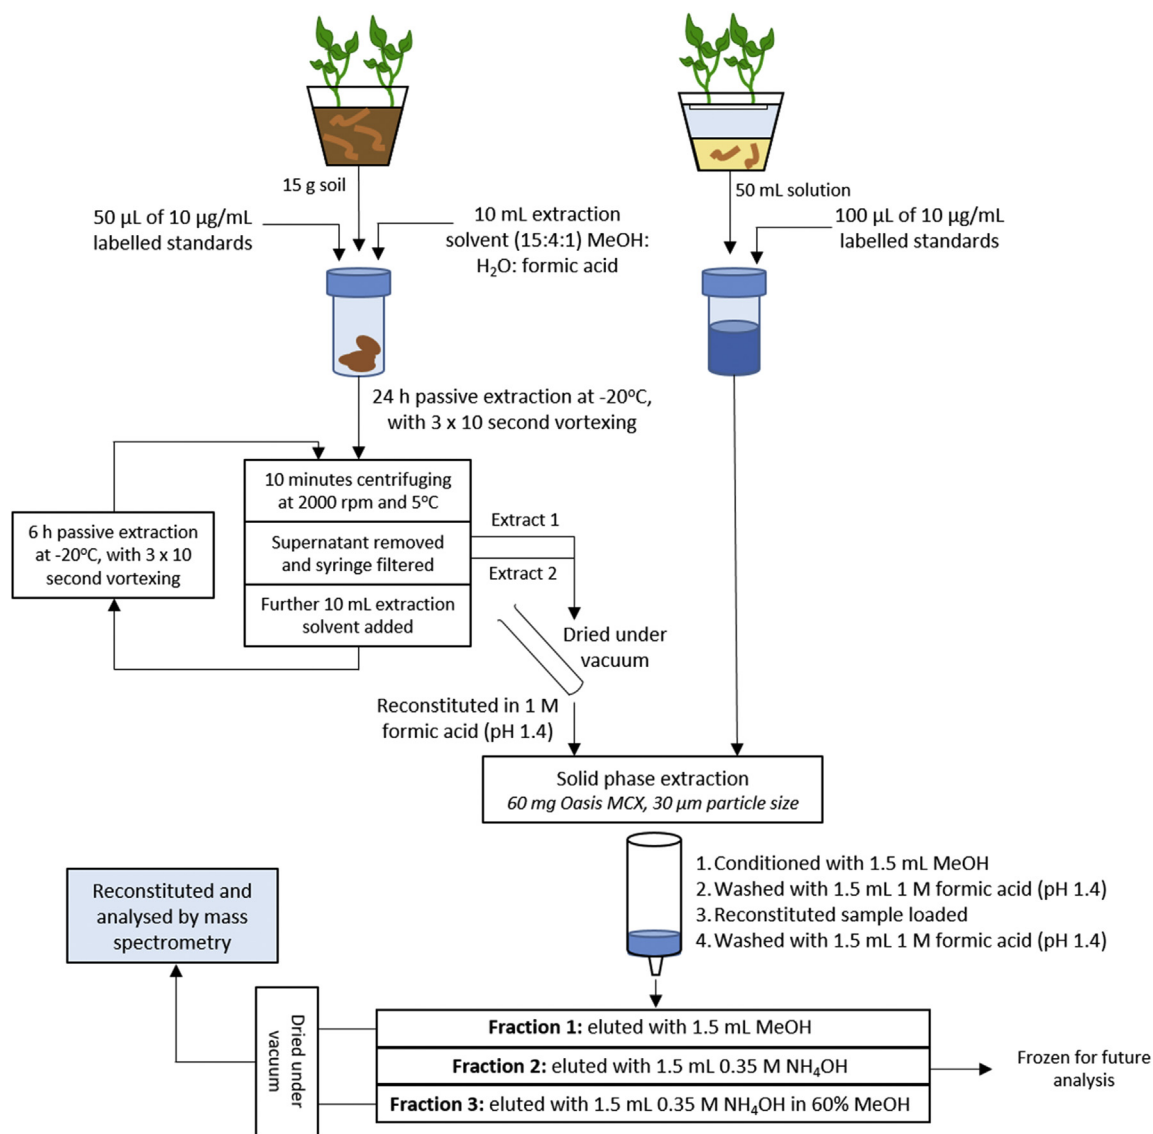 15 g soil
50 mL solution
50 µL of 10 µg/mL
labelled standards
10 mL extraction
solvent (15:4:1) MeOH:
H₂O: formic acid
100 µL of 10 µg/mL
labelled standards
24 h passive extraction at -20°C,
with 3 x 10 second vortexing
10 minutes centrifuging
at 2000 rpm and 5°C
6 h passive extraction
at -20°C, with 3 x 10
second vortexing
Supernatant removed
and syringe filtered
Extract 1
Extract 2
Further 10 mL extraction
solvent added
Dried under
vacuum
Reconstituted in 1 M
formic acid (pH 1.4)
Solid phase extraction
60 mg Oasis MCX, 30 µm particle size
1. Conditioned with 1.5 mL MeOH
2. Washed with 1.5 mL 1 M formic acid (pH 1.4)
3. Reconstituted sample loaded
4. Washed with 1.5 mL 1 M formic acid (pH 1.4)
Reconstituted and
analysed by mass
spectrometry
Dried under
vacuum
Fraction 1: eluted with 1.5 mL MeOH
Fraction 2: eluted with 1.5 mL 0.35 M NH₄OH
Fraction 3: eluted with 1.5 mL 0.35 M NH₄OH in 60% MeOH
Frozen for future
analysis